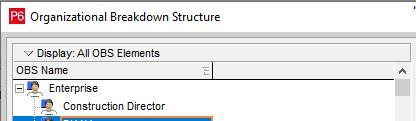 P6 Organizational Breakdown Structure
Display: All OBS Elements
OBS Name
Enterprise
Construction Director